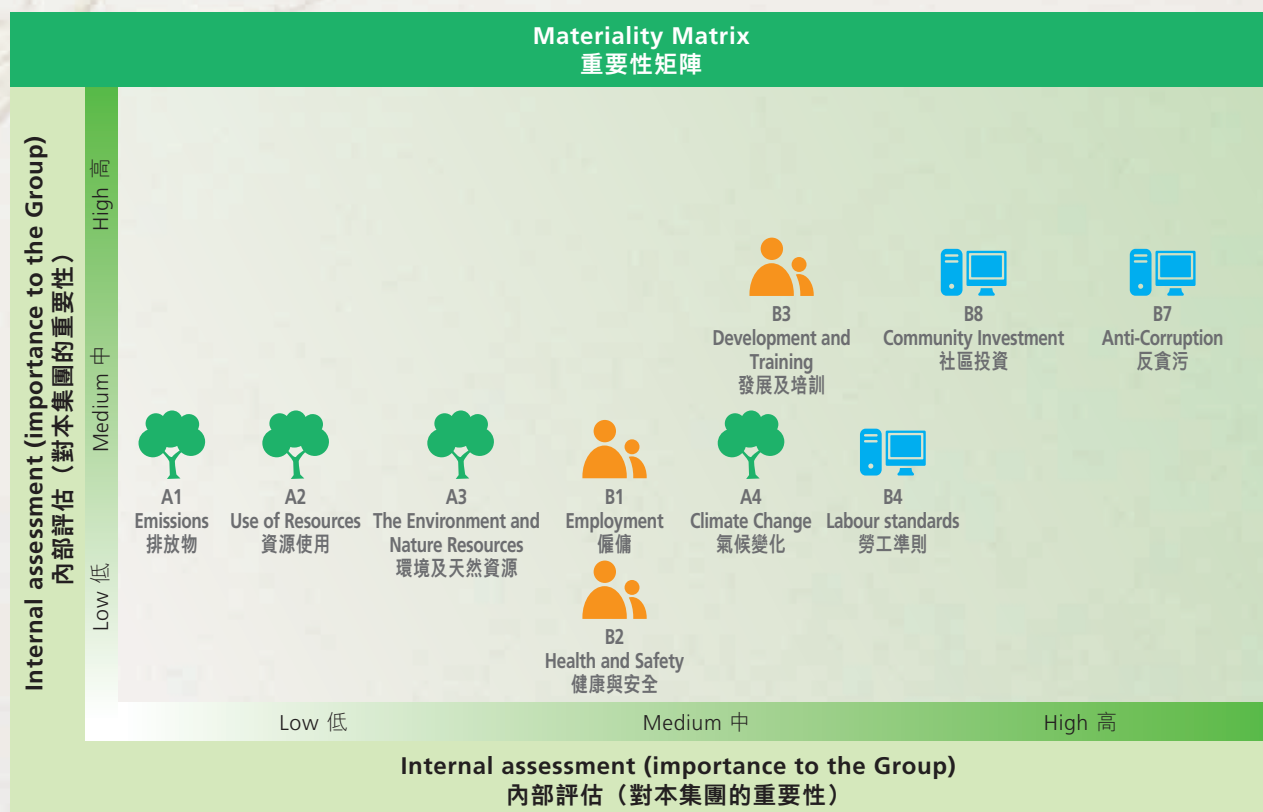 Materiality Matrix
重要性矩陣
Internal assessment (importance to the Group)
內部評估（對本集團的重要性）
High 高
Medium 中
Low 低
B3
Development and
Training
發展及培訓
B8
Community Investment
社區投資
B7
Anti-Corruption
反貪污
A1
Emissions
排放物
A2
Use of Resources
資源使用
A3
The Environment and
Nature Resources
環境及天然資源
B1
Employment
僱傭
A4
Climate Change
氣候變化
B4
Labour standards
勞工準則
B2
Health and Safety
健康與安全
Low 低
Medium 中
High 高
Internal assessment (importance to the Group)
內部評估（對本集團的重要性）